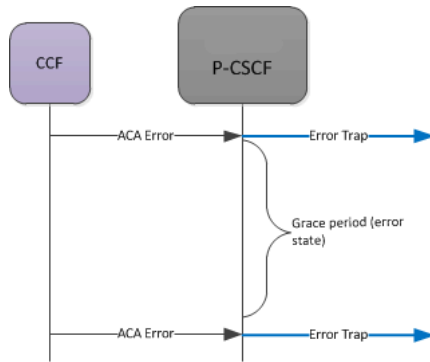 CCF
P-CSCF
ACA Error
Error Trap
Grace period (error
state)
ACA Error
Error Trap